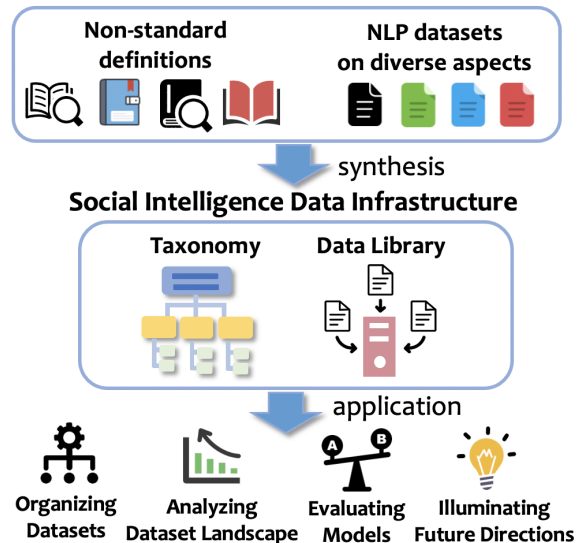 Non-standard
definitions
NLP datasets
on diverse aspects
synthesis
Social Intelligence Data Infrastructure
Taxonomy
Data Library
application
A B
Organizing
Datasets
Analyzing
Dataset Landscape
Evaluating
Models
Illuminating
Future Directions